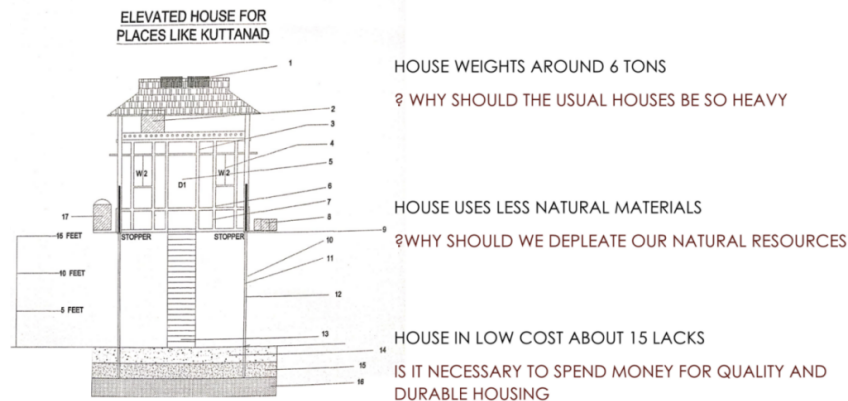 ELEVATED HOUSE FOR
PLACES LIKE KUTTANAD
1
2
3
4
W 2
D1
W 2
5
6
7
8
17
9
15 FEET
STOPPER
STOPPER
10
11
10 FEET
12
5 FEET
13
14
15
16
HOUSE WEIGHTS AROUND 6 TONS
? WHY SHOULD THE USUAL HOUSES BE SO HEAVY
HOUSE USES LESS NATURAL MATERIALS
?WHY SHOULD WE DEPLEATE OUR NATURAL RESOURCES
HOUSE IN LOW COST ABOUT 15 LACKS
IS IT NECESSARY TO SPEND MONEY FOR QUALITY AND
DURABLE HOUSING